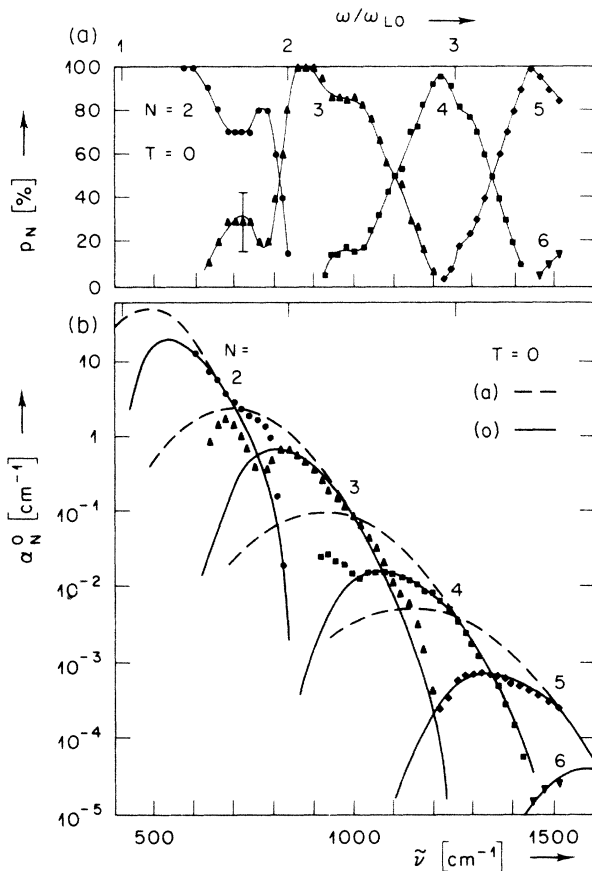 ω/ω_LO
(a) 1 2 3
100
80
60
40
20
0
p_N [%]
N = 2
T = 0
3
4
5
6
(b)
10
1
10⁻¹
10⁻²
10⁻³
10⁻⁴
10⁻⁵
α_N^0 [cm⁻¹]
N =
2
3
4
5
6
T = 0
(a)
(o)
500 1000 1500
ν̃ [cm⁻¹]